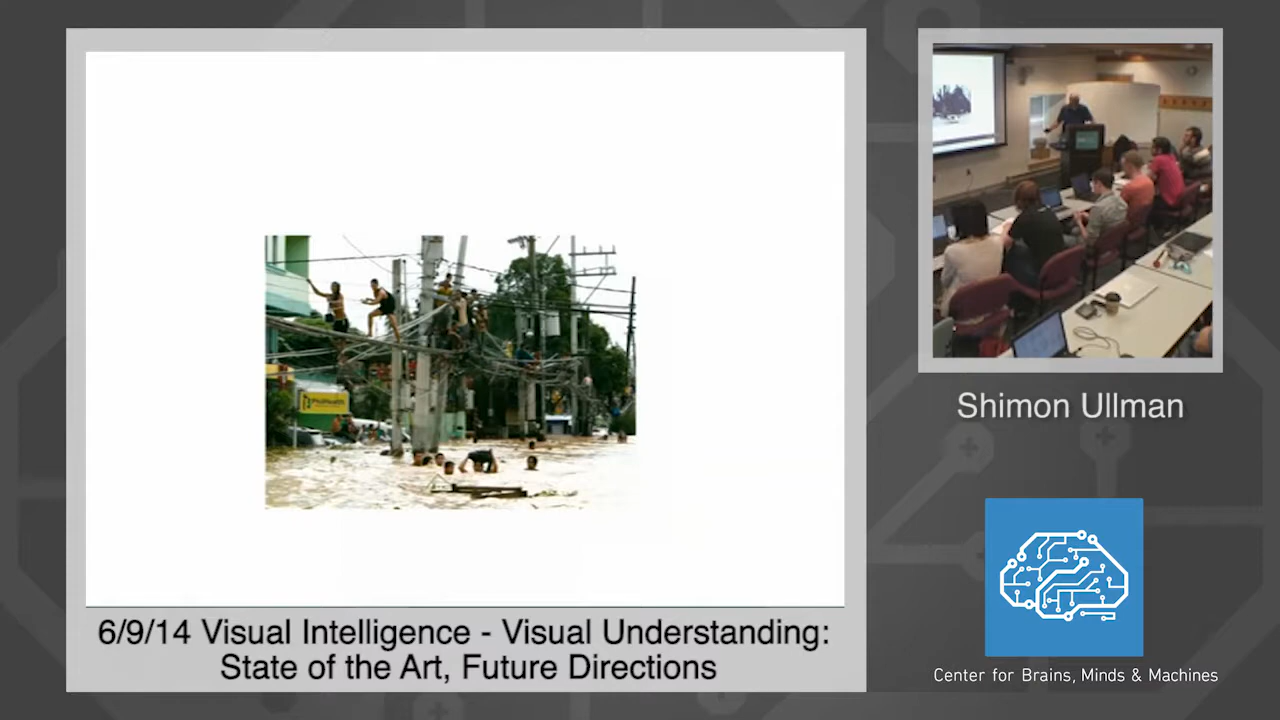 PhilHealth
6/9/14 Visual Intelligence - Visual Understanding:
State of the Art, Future Directions
Shimon Ullman
Center for Brains, Minds & Machines